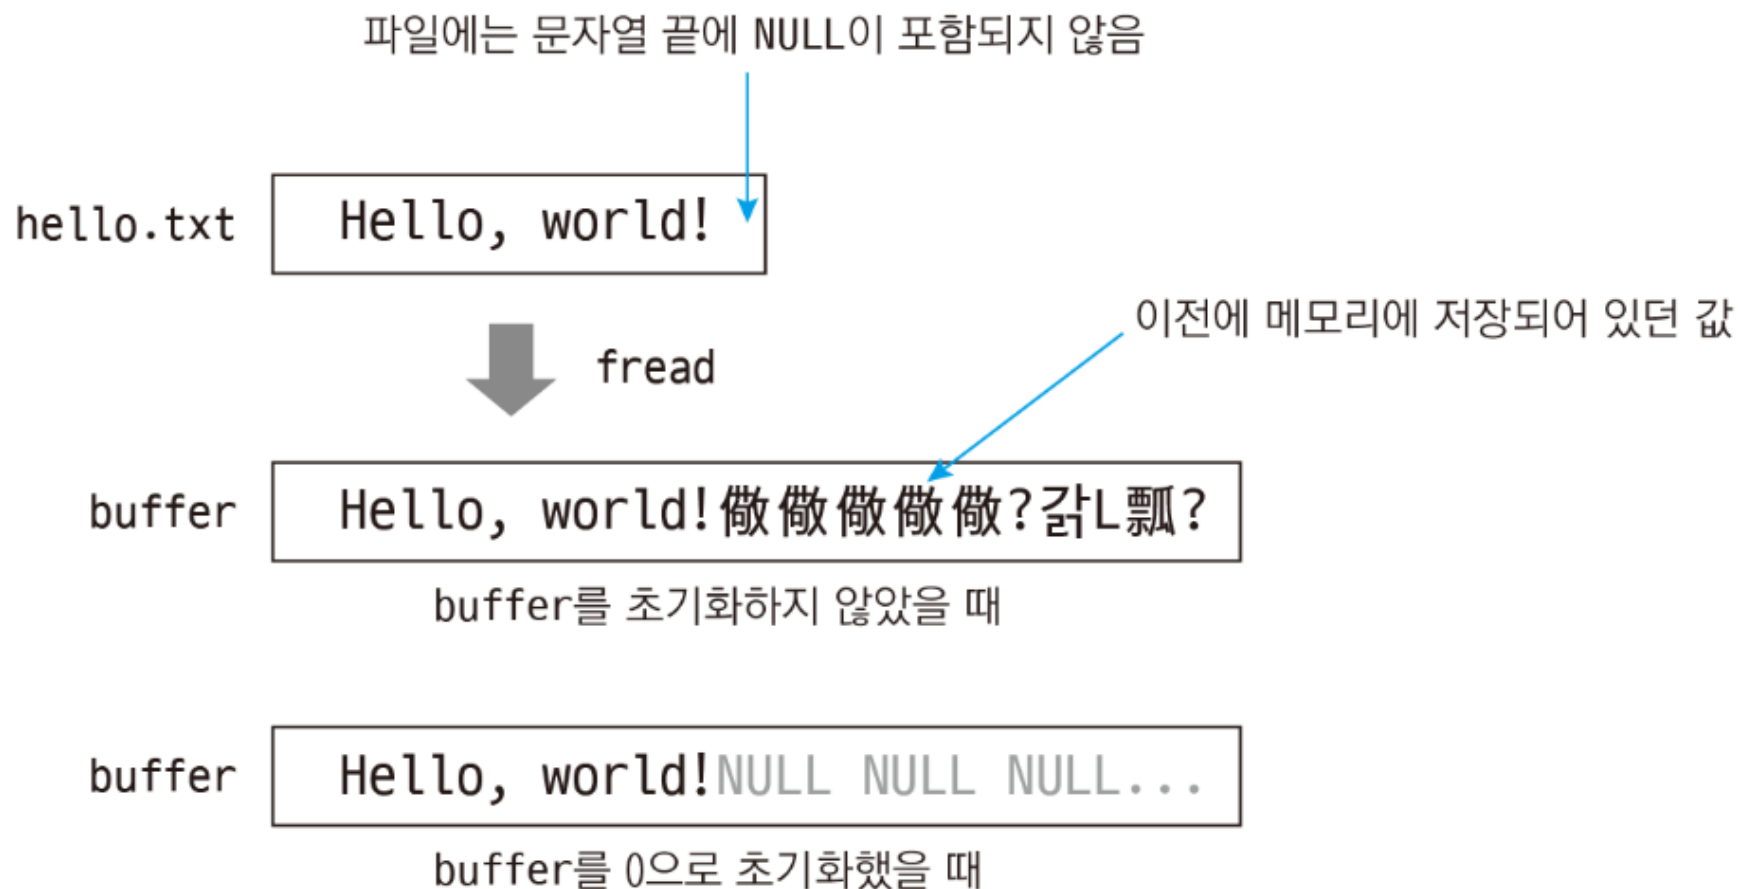 파일에는 문자열 끝에 NULL이 포함되지 않음
hello.txt
Hello, world!
이전에 메모리에 저장되어 있던 값
fread
buffer
Hello, world!儆儆儆儆儆?갉L瓢?
buffer를 초기화하지 않았을 때
buffer
Hello, world!NULL NULL NULL...
buffer를 0으로 초기화했을 때